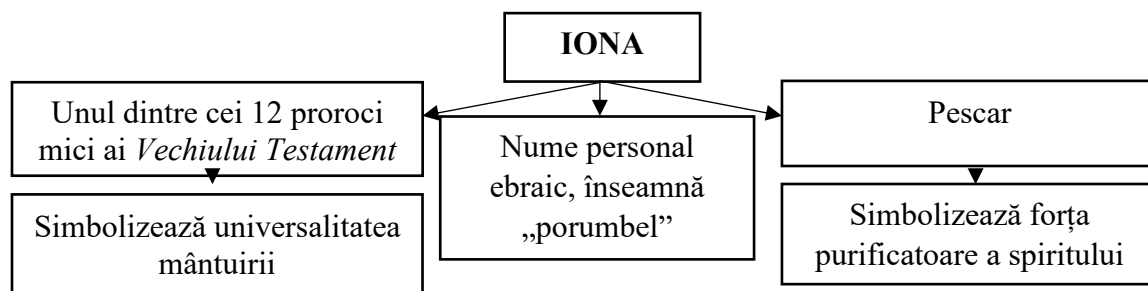 IONA
Unul dintre cei 12 proroci
mici ai Vechiului Testament
Simbolizează universalitatea
mântuirii
Nume personal
ebraic, înseamnă
„porumbel”
Pescar
Simbolizează forța
purificatoare a spiritului